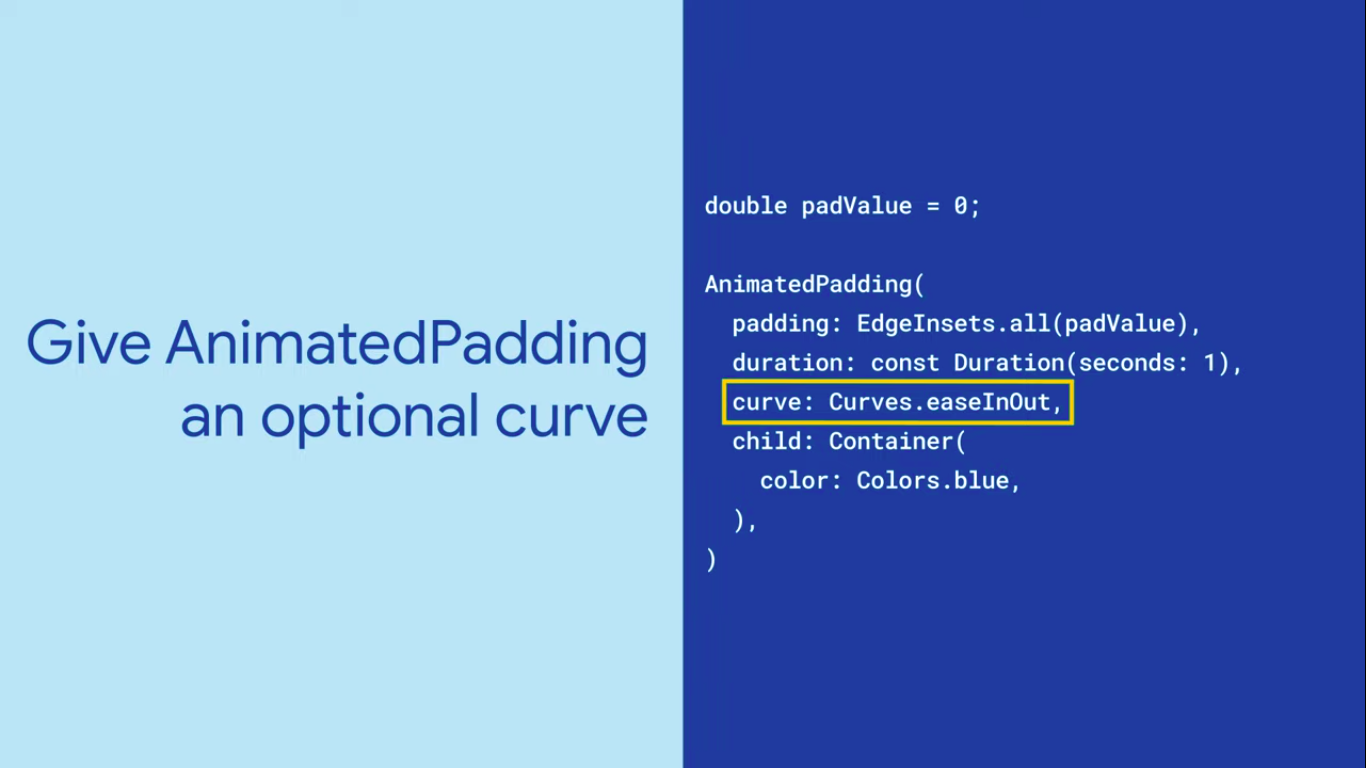 Give AnimatedPadding
an optional curve
double padValue = 0;
AnimatedPadding(
  padding: EdgeInsets.all(padValue),
  duration: const Duration(seconds: 1),
  curve: Curves.easeInOut,
  child: Container(
    color: Colors.blue,
  ),
)